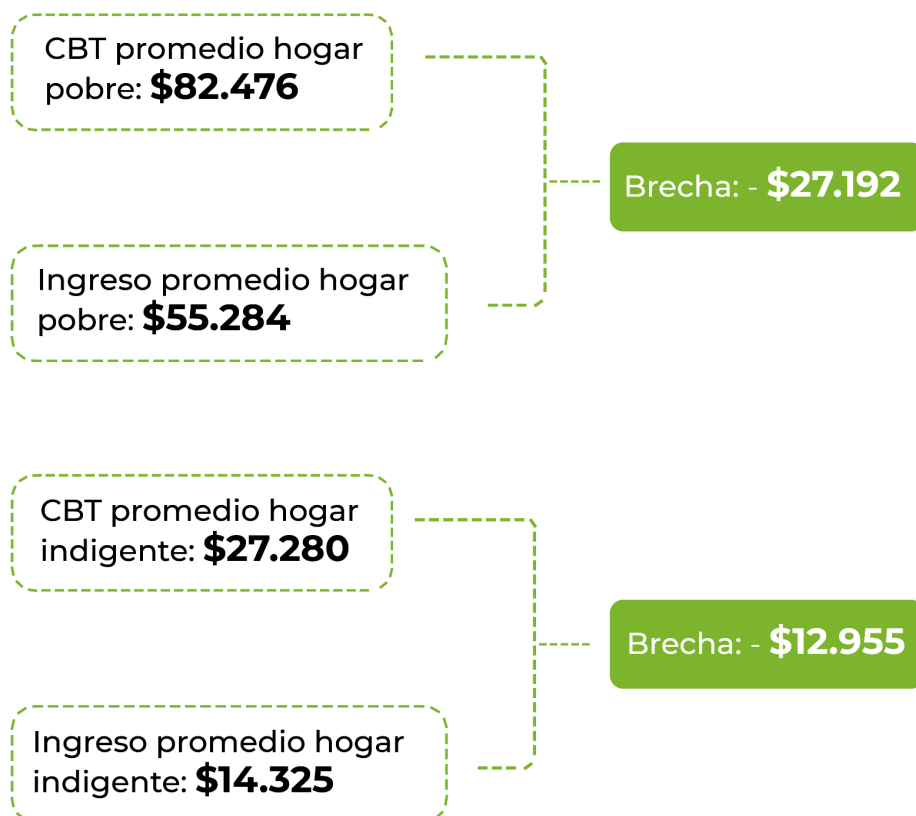 CBT promedio hogar
pobre: $82.476
Brecha: - $27.192
Ingreso promedio hogar
pobre: $55.284
CBT promedio hogar
indigente: $27.280
Brecha: - $12.955
Ingreso promedio hogar
indigente: $14.325